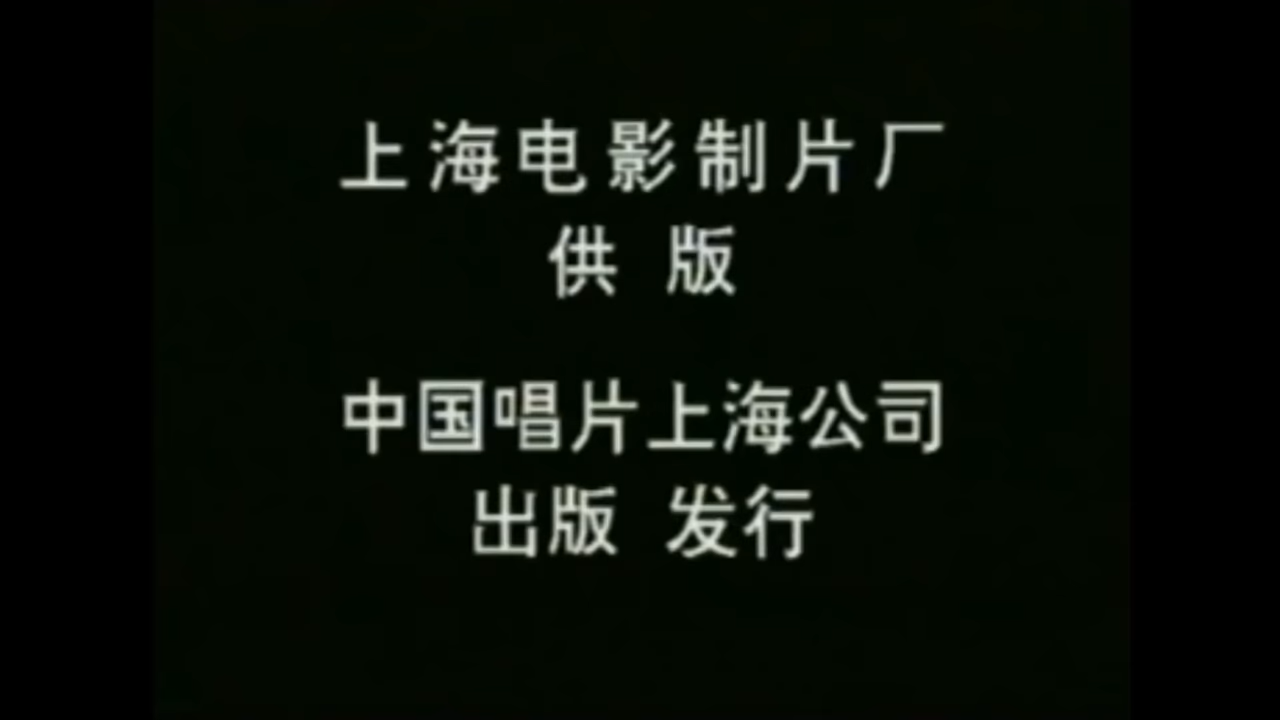 上海电影制片厂
供 版
中国唱片上海公司
出版 发行